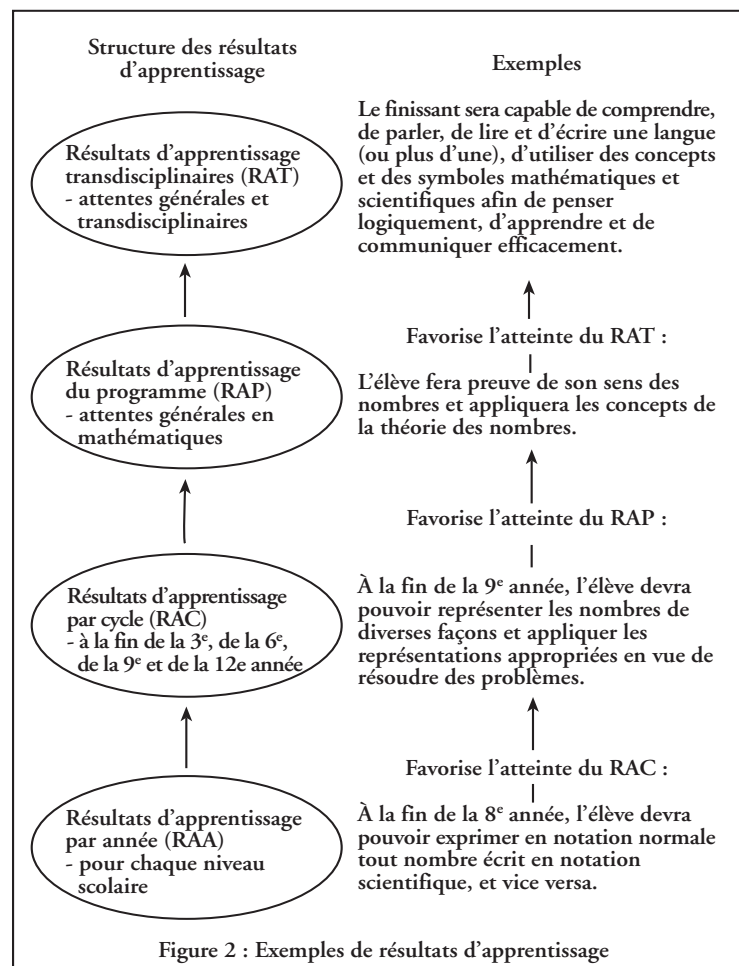 Structure des résultats
d'apprentissage
Exemples
Résultats d'apprentissage
transdisciplinaires (RAT)
- attentes générales et
transdisciplinaires
Le finissant sera capable de comprendre,
de parler, de lire et d'écrire une langue
(ou plus d'une), d'utiliser des concepts
et des symboles mathématiques et
scientifiques afin de penser
logiquement, d'apprendre et de
communiquer efficacement.
Favorise l'atteinte du RAT :
Résultats d'apprentissage
du programme (RAP)
- attentes générales en
mathématiques
L'élève fera preuve de son sens des
nombres et appliquera les concepts de
la théorie des nombres.
Favorise l'atteinte du RAP :
Résultats d'apprentissage
par cycle (RAC)
- à la fin de la 3e, de la 6e,
de la 9e et de la 12e année
À la fin de la 9e année, l'élève devra
pouvoir représenter les nombres de
diverses façons et appliquer les
représentations appropriées en vue de
résoudre des problèmes.
Favorise l'atteinte du RAC :
Résultats d'apprentissage
par année (RAA)
- pour chaque niveau
scolaire
À la fin de la 8e année, l'élève devra
pouvoir exprimer en notation normale
tout nombre écrit en notation
scientifique, et vice versa.
Figure 2 : Exemples de résultats d'apprentissage